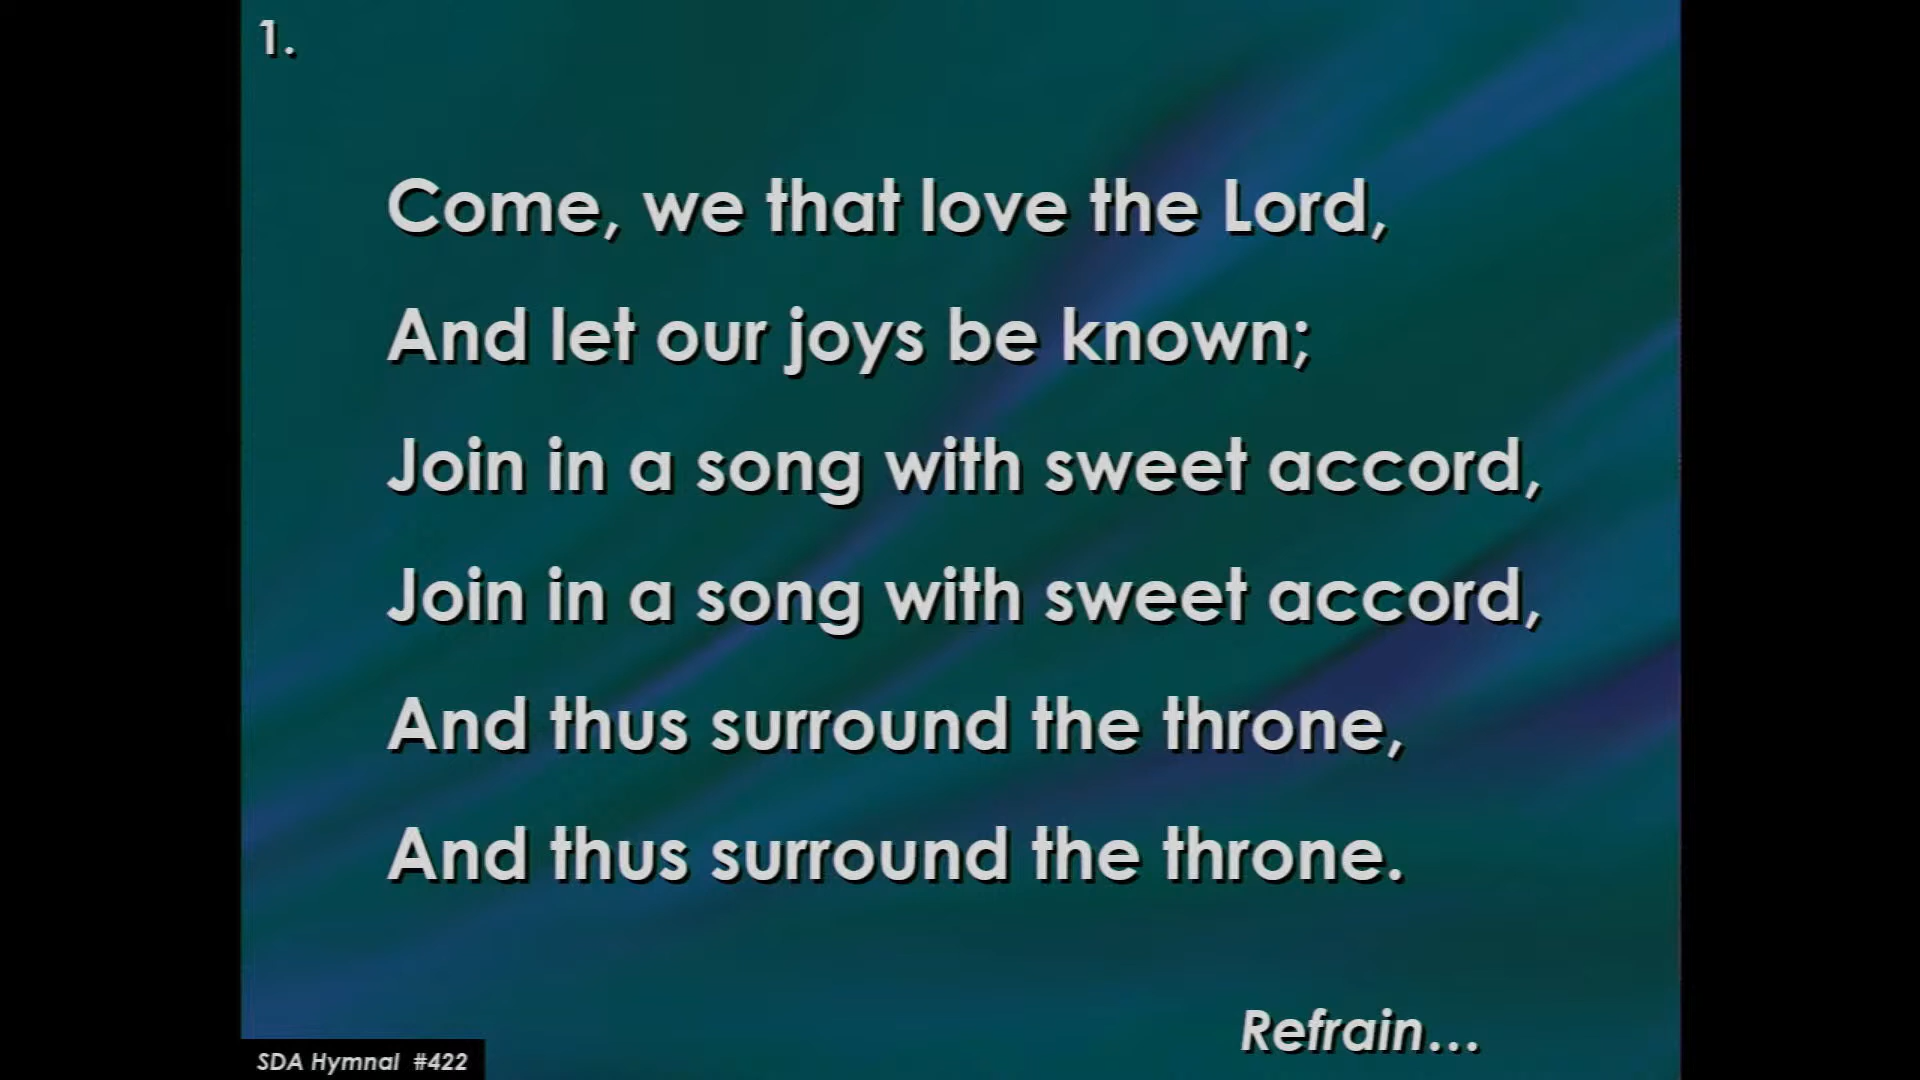 1.
Come, we that love the Lord,
And let our joys be known;
Join in a song with sweet accord,
Join in a song with sweet accord,
And thus surround the throne,
And thus surround the throne.
Refrain...
SDA Hymnal #422